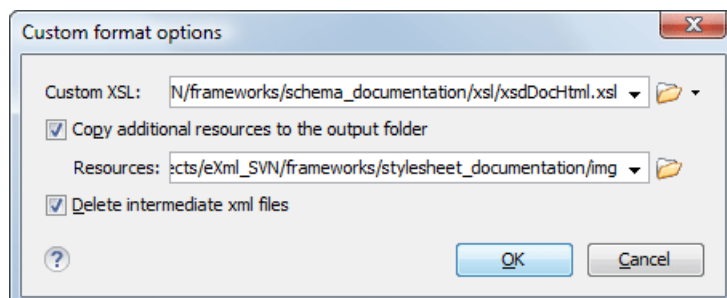 Custom format options
Custom XSL: N/frameworks/schema_documentation/xsl/xsdDocHtml.xsl
Copy additional resources to the output folder
Resources: ects/eXml_SVN/frameworks/stylesheet_documentation/img
Delete intermediate xml files
? OK Cancel